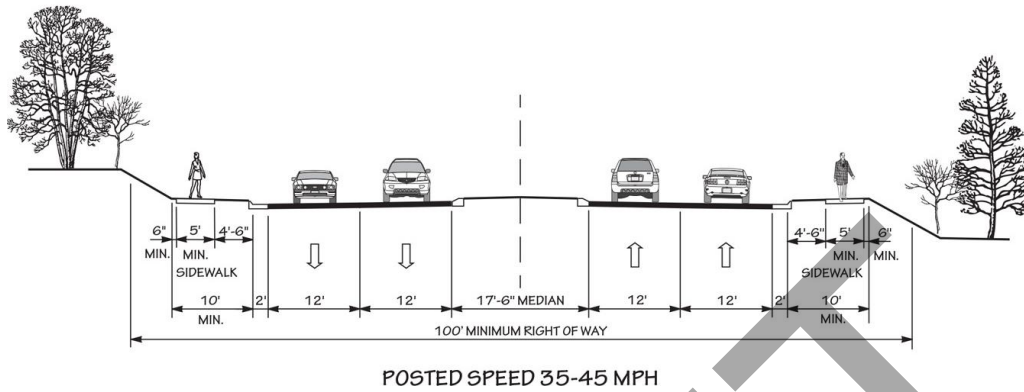 6" 5' 4'-6" 4'-6" 5' 6"
MIN. MIN. MIN. MIN.
SIDEWALK SIDEWALK
10' 2' 12' 12' 17'-6" MEDIAN 12' 12' 2' 10'
MIN. MIN.
100' MINIMUM RIGHT OF WAY
POSTED SPEED 35-45 MPH